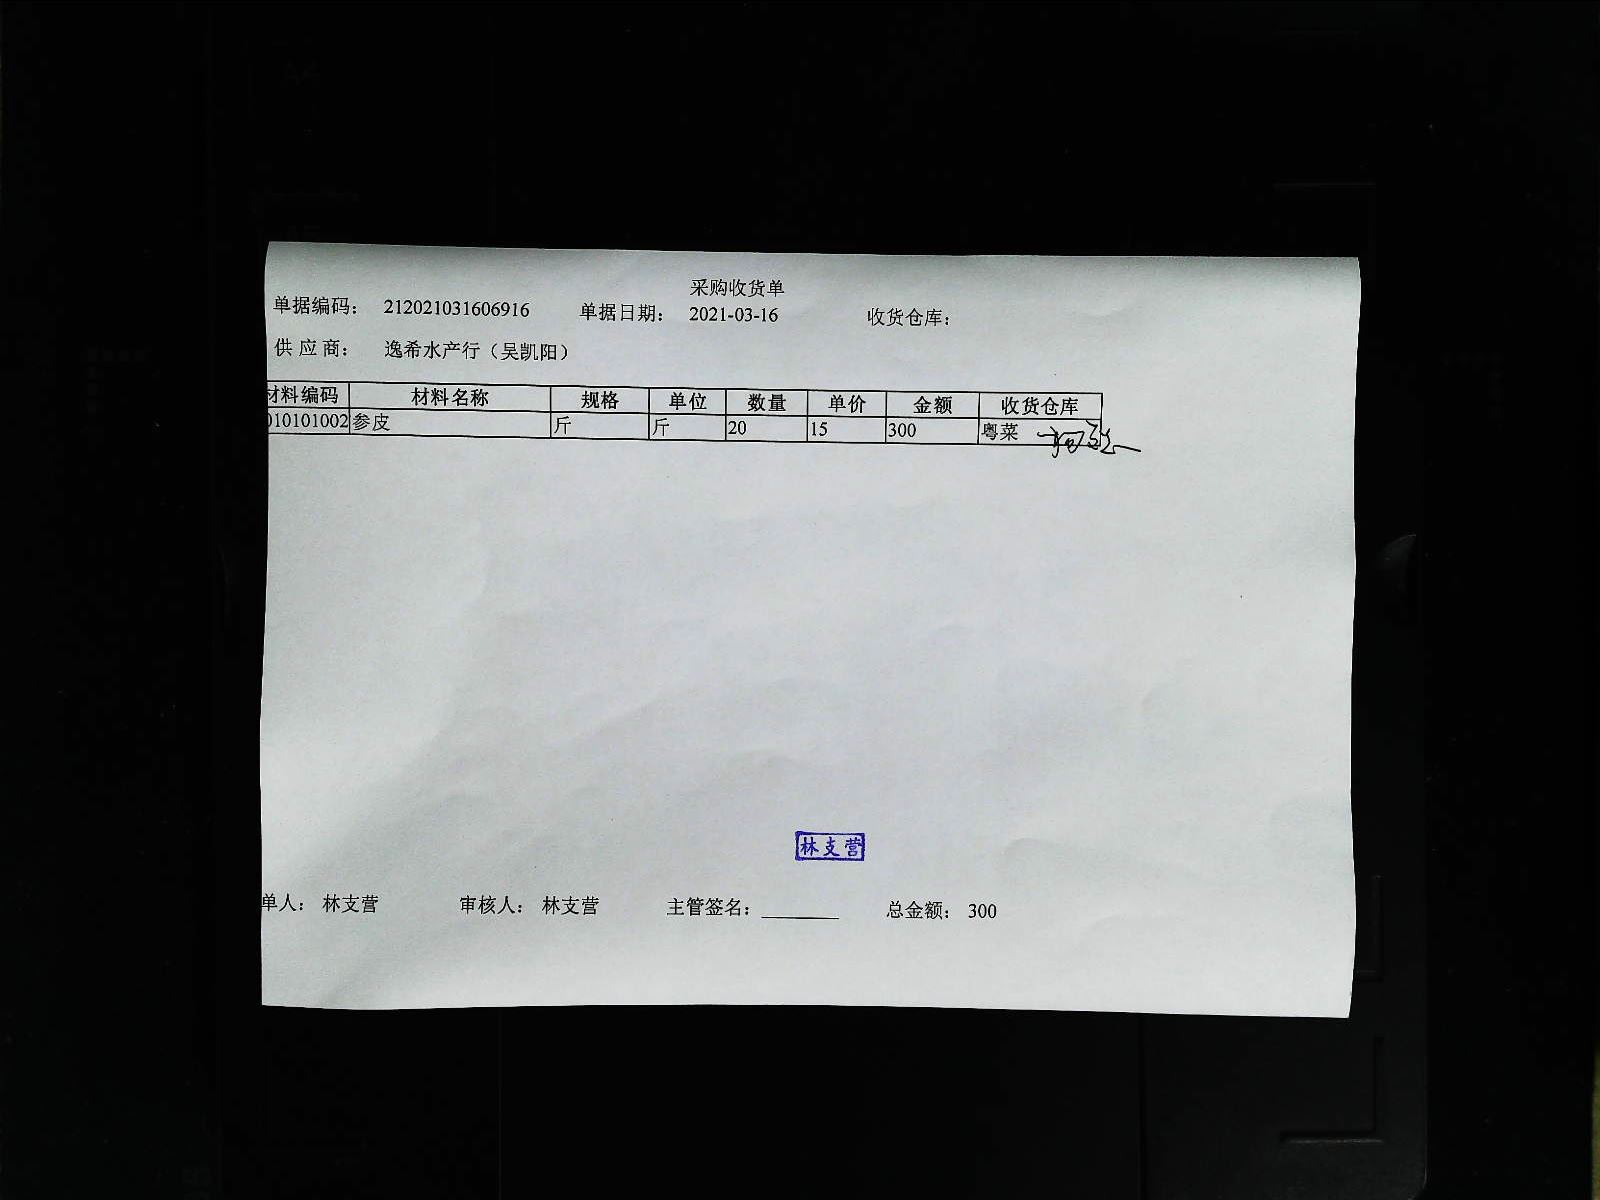 采购收货单
单据编码： 212021031606916 单据日期： 2021-03-16 收货仓库：
供应商： 逸希水产行（吴凯阳）
材料编码 材料名称 规格 单位 数量 单价 金额 收货仓库
010101002 参皮 斤 斤 20 15 300 粤菜
林支营
单人： 林支营 审核人： 林支营 主管签名： 总金额： 300